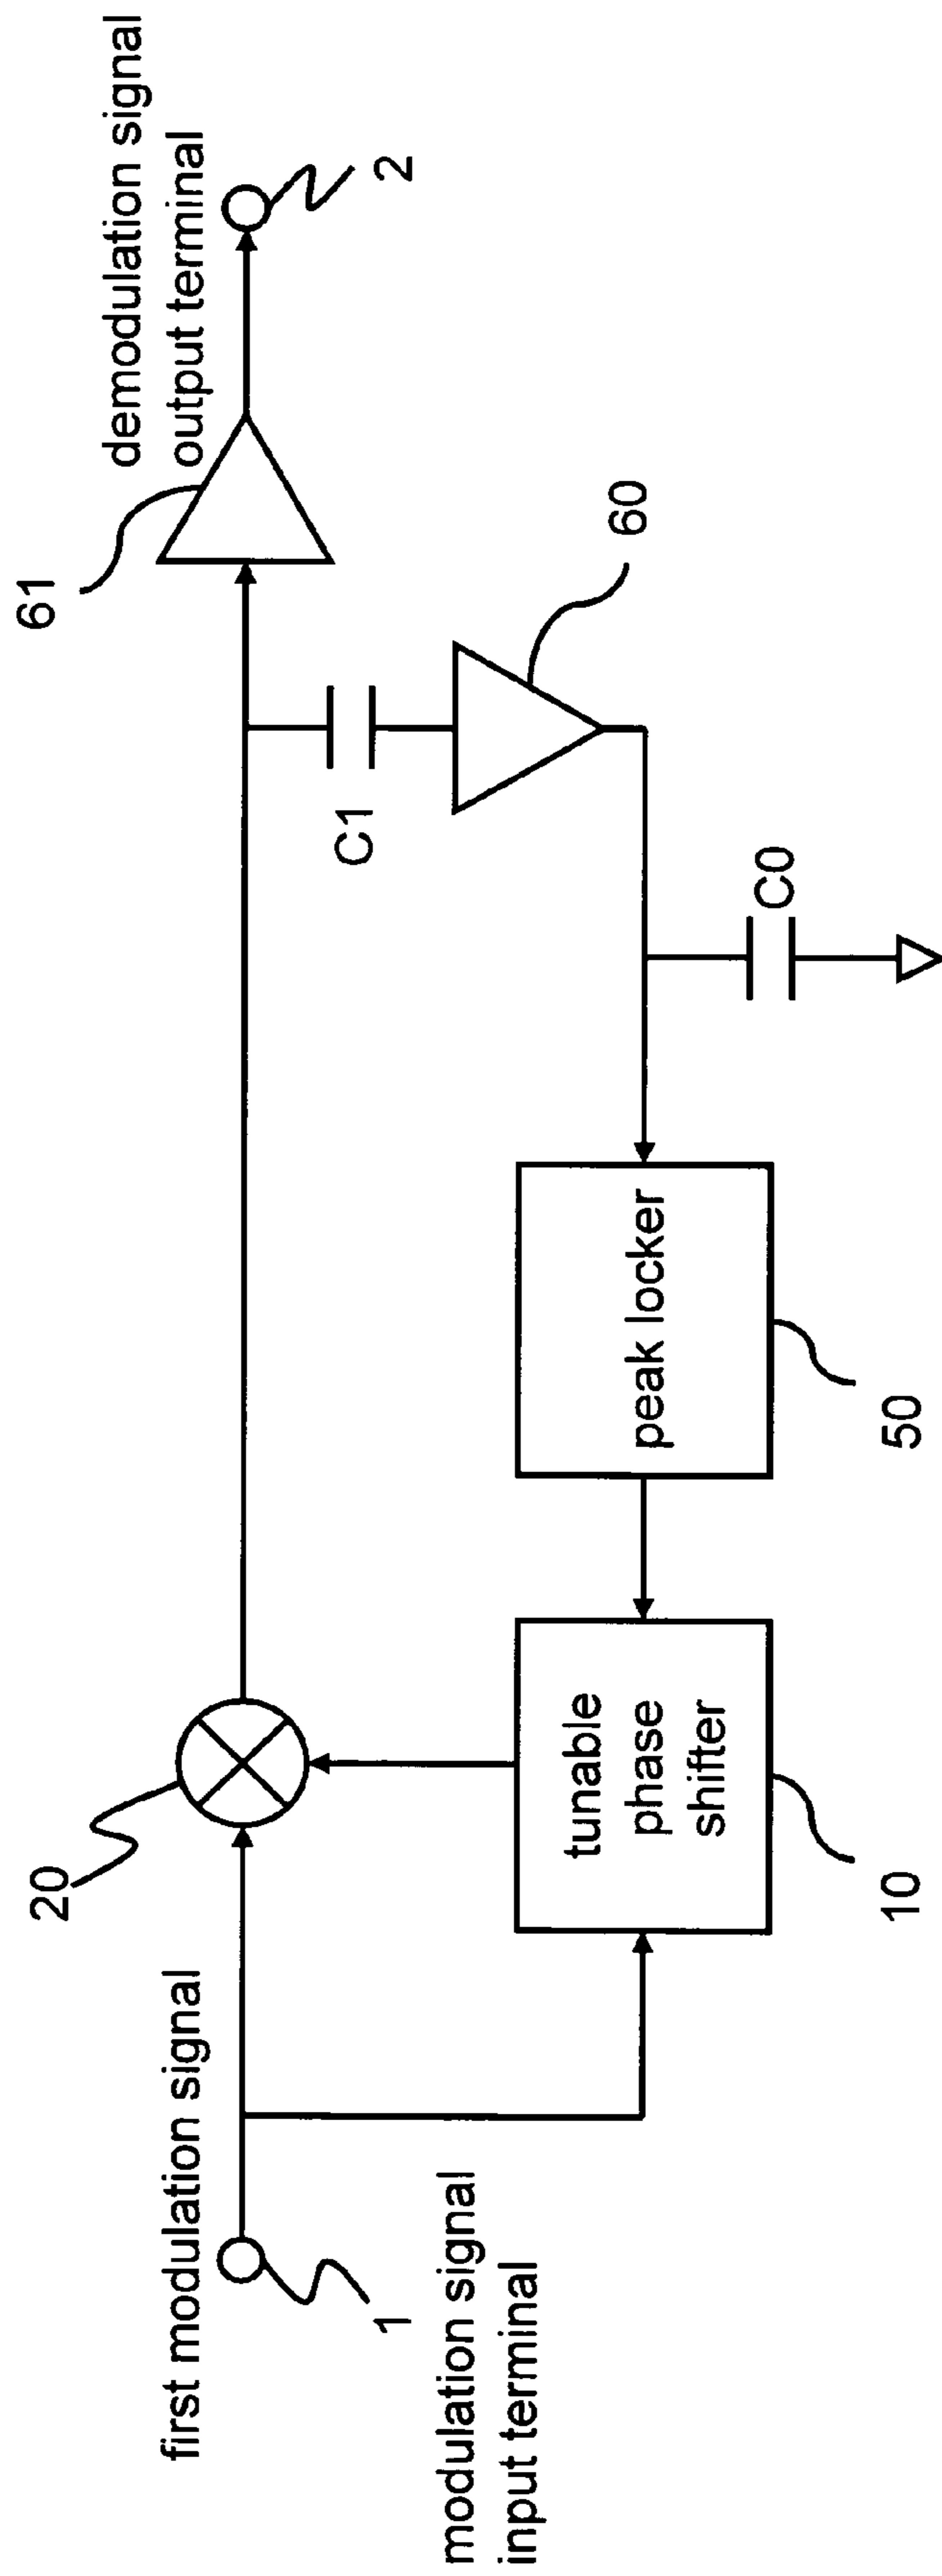 first modulation signal
1
modulation signal
input terminal
20
tunable
phase
shifter
10
peak locker
50
C1
C0
60
61
demodulation signal
output terminal
2